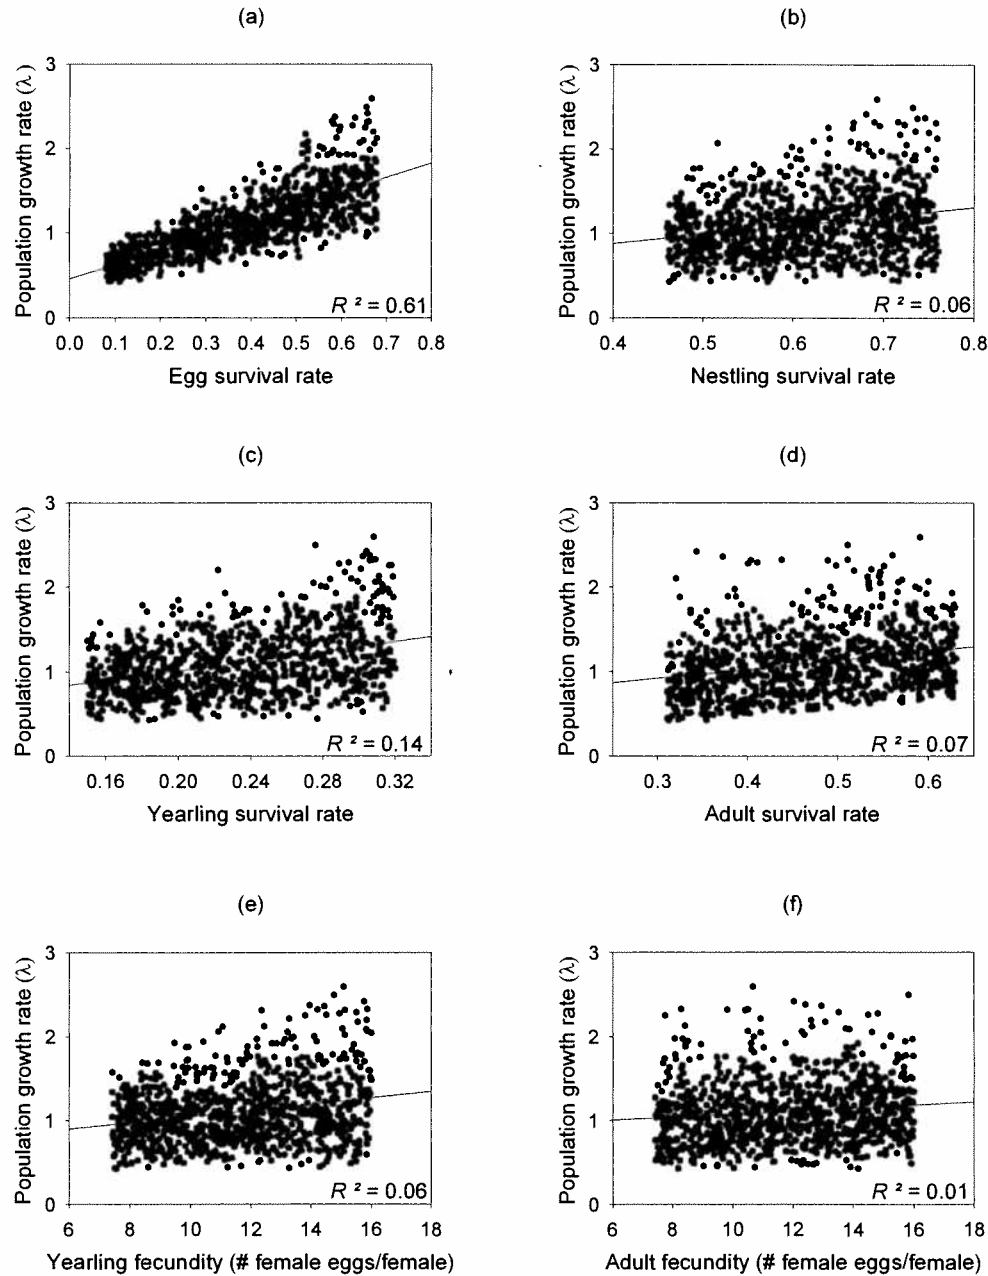 (a)
Population growth rate (λ)
3
2
1
0
R² = 0.61
0.0 0.1 0.2 0.3 0.4 0.5 0.6 0.7 0.8
Egg survival rate
(b)
Population growth rate (λ)
3
2
1
0
R² = 0.06
0.4 0.5 0.6 0.7 0.8
Nestling survival rate
(c)
Population growth rate (λ)
3
2
1
0
R² = 0.14
0.16 0.20 0.24 0.28 0.32
Yearling survival rate
(d)
Population growth rate (λ)
3
2
1
0
R² = 0.07
0.3 0.4 0.5 0.6
Adult survival rate
(e)
Population growth rate (λ)
3
2
1
0
R² = 0.06
6 8 10 12 14 16 18
Yearling fecundity (# female eggs/female)
(f)
Population growth rate (λ)
3
2
1
0
R² = 0.01
6 8 10 12 14 16 18
Adult fecundity (# female eggs/female)